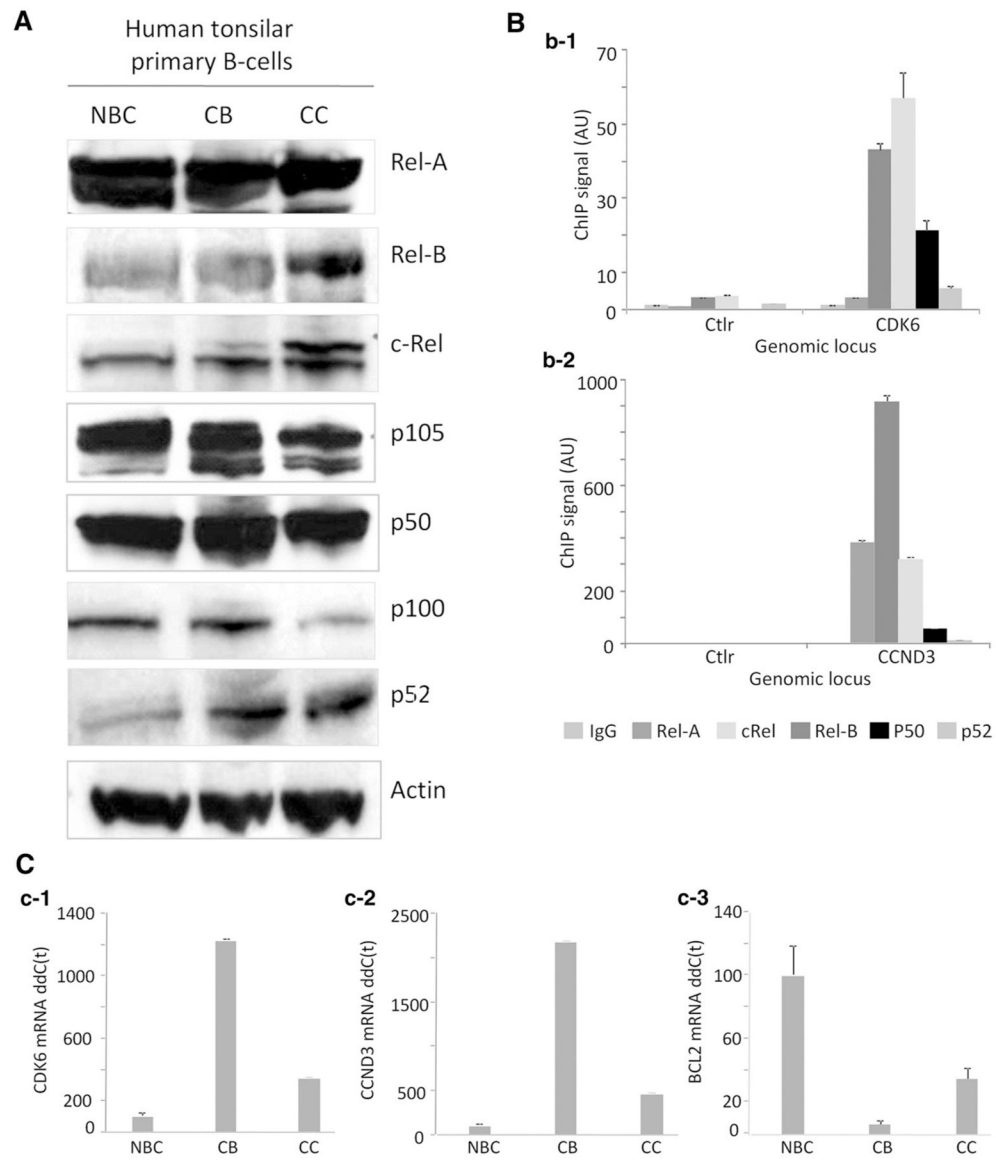 A
Human tonsilar
primary B-cells
NBC CB CC
Rel-A
Rel-B
c-Rel
p105
p50
p100
p52
Actin
B
b-1
70
50
30
10
0
ChIP signal (AU)
Ctlr CDK6
Genomic locus
b-2
1000
600
200
0
ChIP signal (AU)
Ctlr CCND3
Genomic locus
IgG Rel-A cRel Rel-B P50 p52
C
c-1
1400
1000
600
200
0
CDK6 mRNA ddC(t)
NBC CB CC
c-2
2500
1500
500
0
CCND3 mRNA ddC(t)
NBC CB CC
c-3
140
100
60
20
0
BCL2 mRNA ddC(t)
NBC CB CC